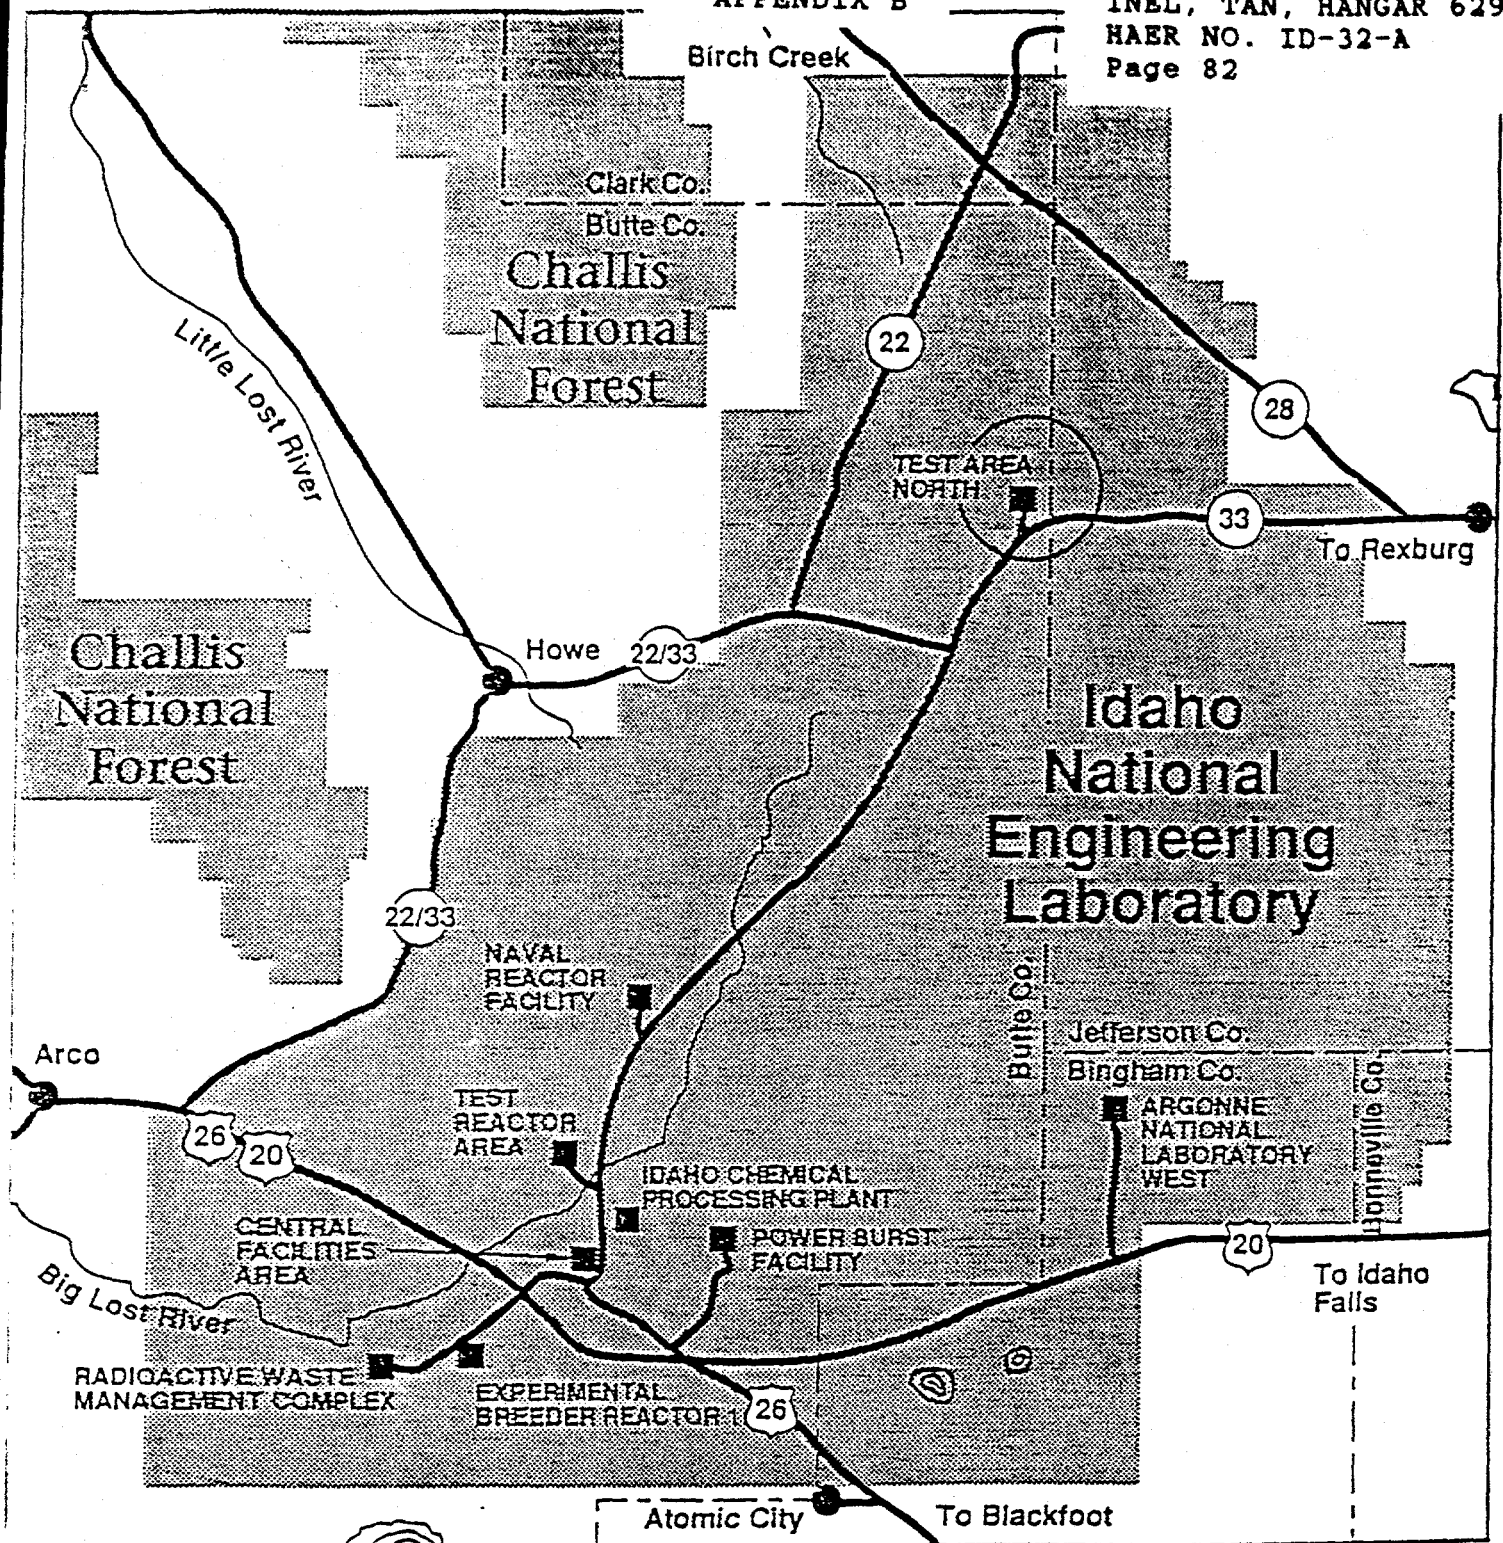 APPENDIX B
INEL, TAN, HANGAR 629
HAER NO. ID-32-A
Page 82
Birch Creek
Clark Co.
Butte Co.
Challis
National
Forest
22
Little Lost River
28
TEST AREA
NORTH
33
To Rexburg
Howe
22/33
Challis
National
Forest
Idaho
National
Engineering
Laboratory
22/33
NAVAL
REACTOR
FACILITY
Butte Co.
Jefferson Co.
Bingham Co.
Bonneville Co.
Arco
26
20
TEST
REACTOR
AREA
ARGONNE
NATIONAL
LABORATORY
WEST
IDAHO CHEMICAL
PROCESSING PLANT
CENTRAL
FACILITIES
AREA
POWER BURST
FACILITY
20
To Idaho
Falls
Big Lost River
RADIOACTIVE WASTE
MANAGEMENT COMPLEX
EXPERIMENTAL
BREEDER REACTOR 1
26
Atomic City
To Blackfoot